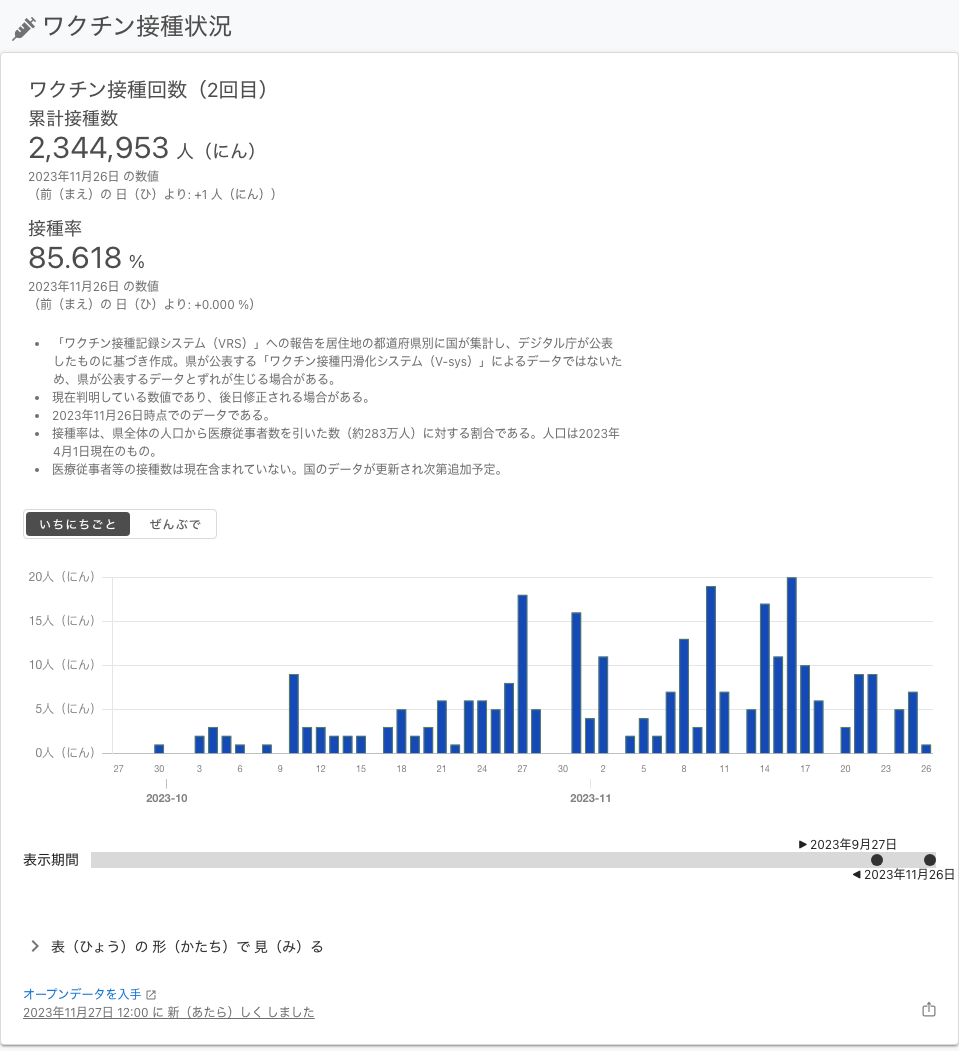 ワクチン接種状況
ワクチン接種回数（2回目）
累計接種数
2,344,953 人（にん）
2023年11月26日 の数値
（前（まえ）の 日（ひ）より: +1 人（にん））
接種率
85.618 %
2023年11月26日 の数値
（前（まえ）の 日（ひ）より: +0.000 %）
• 「ワクチン接種記録システム（VRS）」への報告を居住地の都道府県別に国が集計し、デジタル庁が公表
したものに基づき作成。県が公表する「ワクチン接種円滑化システム（V-sys）」によるデータではないた
め、県が公表するデータとずれが生じる場合がある。
• 現在判明している数値であり、後日修正される場合がある。
• 2023年11月26日時点でのデータである。
• 接種率は、県全体の人口から医療従事者数を引いた数（約283万人）に対する割合である。人口は2023年
4月1日現在のもの。
• 医療従事者等の接種数は現在含まれていない。国のデータが更新され次第追加予定。
いちにちごと ぜんぶで
20人（にん）
15人（にん）
10人（にん）
5人（にん）
0人（にん）
27 30 3 6 9 12 15 18 21 24 27 30 2 5 8 11 14 17 20 23 26
2023-10 2023-11
▶ 2023年9月27日
表示期間
◀ 2023年11月26日
表（ひょう）の 形（かたち）で 見（み）る
オープンデータを入手
2023年11月27日 12:00 に 新（あたら）しく しました